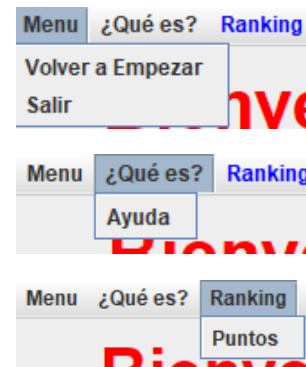 Menu ¿Qué es? Ranking
Volver a Empezar
Salir
Menu ¿Qué es? Ranking
Ayuda
Menu ¿Qué es? Ranking
Puntos